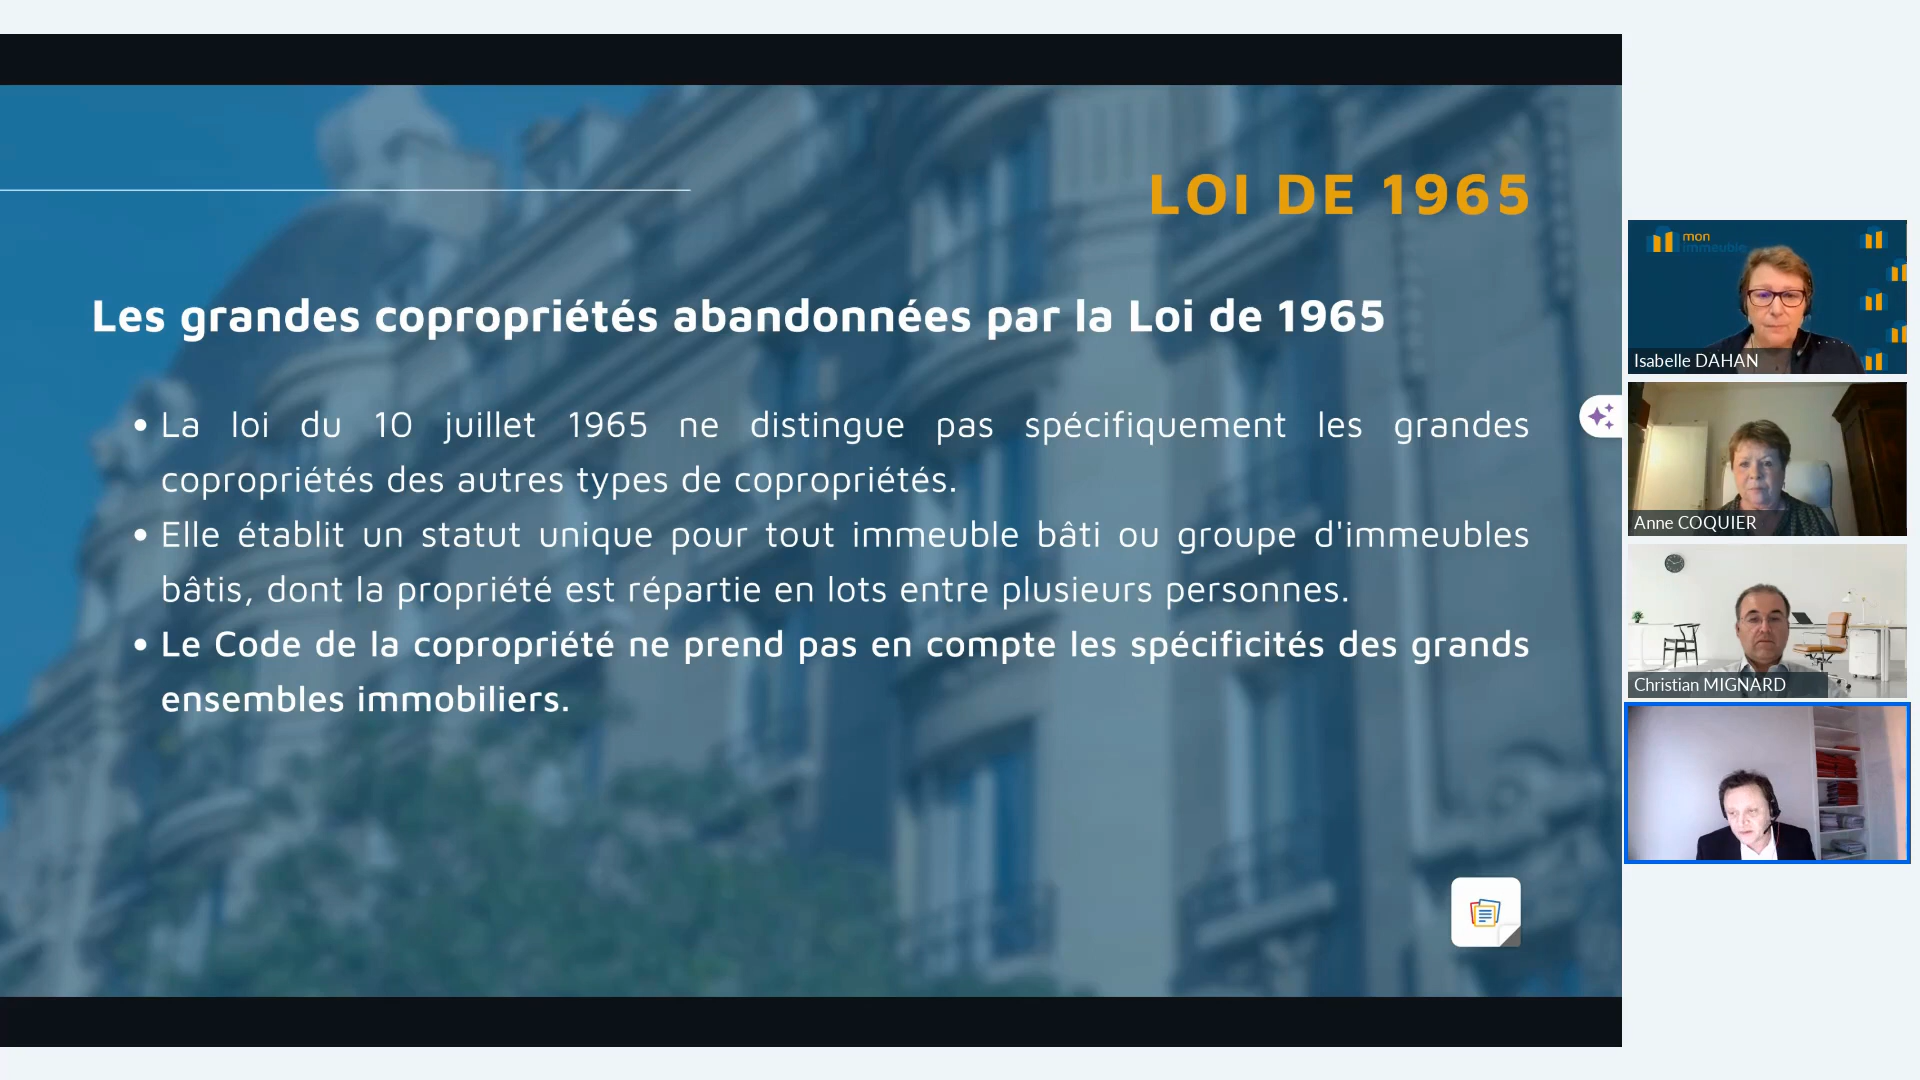 LOI DE 1965
Les grandes copropriétés abandonnées par la Loi de 1965
• La loi du 10 juillet 1965 ne distingue pas spécifiquement les grandes
copropriétés des autres types de copropriétés.
• Elle établit un statut unique pour tout immeuble bâti ou groupe d'immeubles
bâtis, dont la propriété est répartie en lots entre plusieurs personnes.
• Le Code de la copropriété ne prend pas en compte les spécificités des grands
ensembles immobiliers.
mon
immeuble
Isabelle DAHAN
Anne COQUIER
Christian MIGNARD